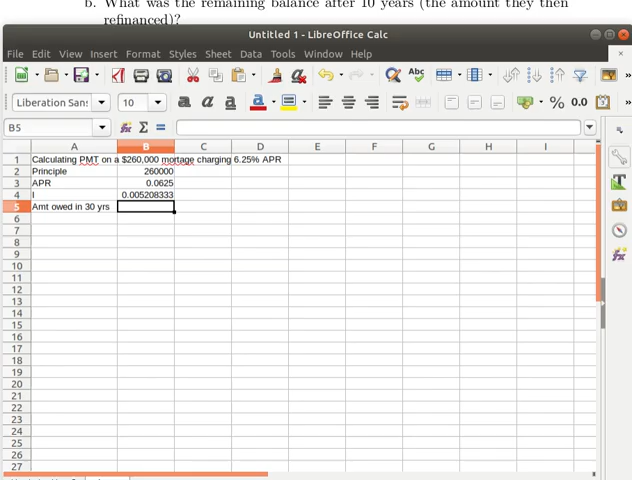 b. What was the remaining balance after 10 years (the amount they then
refinanced)?
Untitled 1 - LibreOffice Calc
File Edit View Insert Format Styles Sheet Data Tools Window Help
Liberation Sans 10 % 0.0
B5
A B C D E F G H I
1 Calculating PMT on a $260,000 mortage charging 6.25% APR
2 Principle 260000
3 APR 0.0625
4 I 0.005208333
5 Amt owed in 30 yrs
6
7
8
9
10
11
12
13
14
15
16
17
18
19
20
21
22
23
24
25
26
27